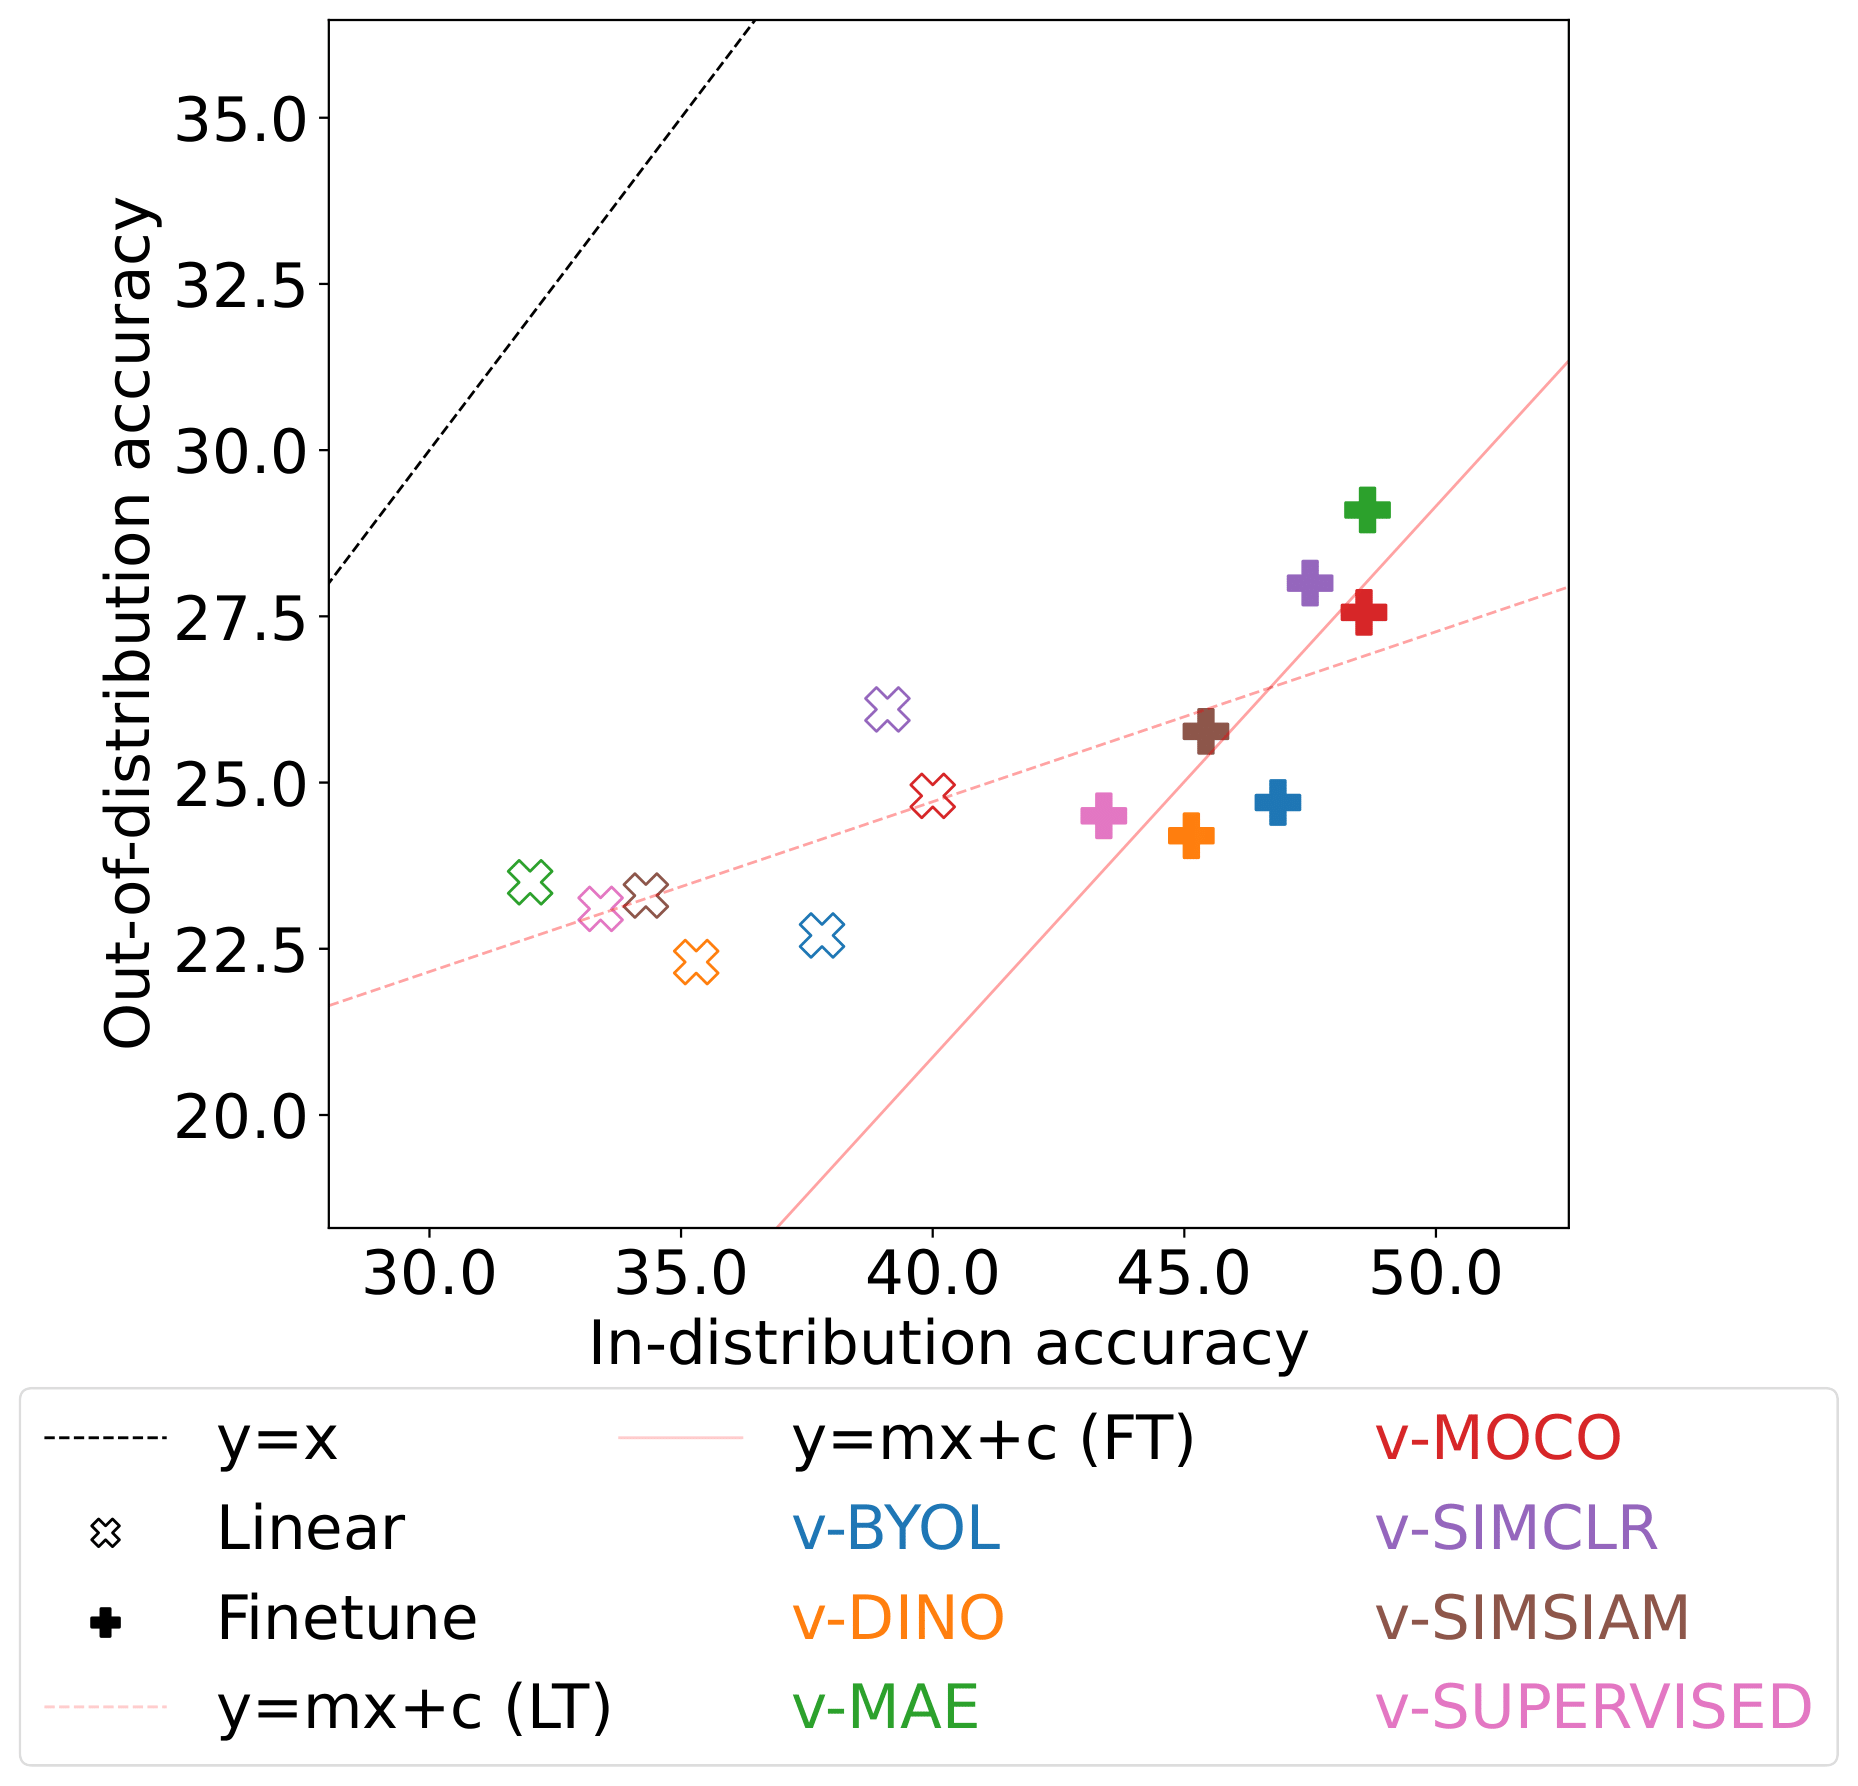 35.0
32.5
30.0
27.5
25.0
22.5
20.0
Out-of-distribution accuracy
30.0 35.0 40.0 45.0 50.0
In-distribution accuracy
y=x
Linear
Finetune
y=mx+c (LT)
y=mx+c (FT)
v-BYOL
v-DINO
v-MAE
v-MOCO
v-SIMCLR
v-SIMSIAM
v-SUPERVISED